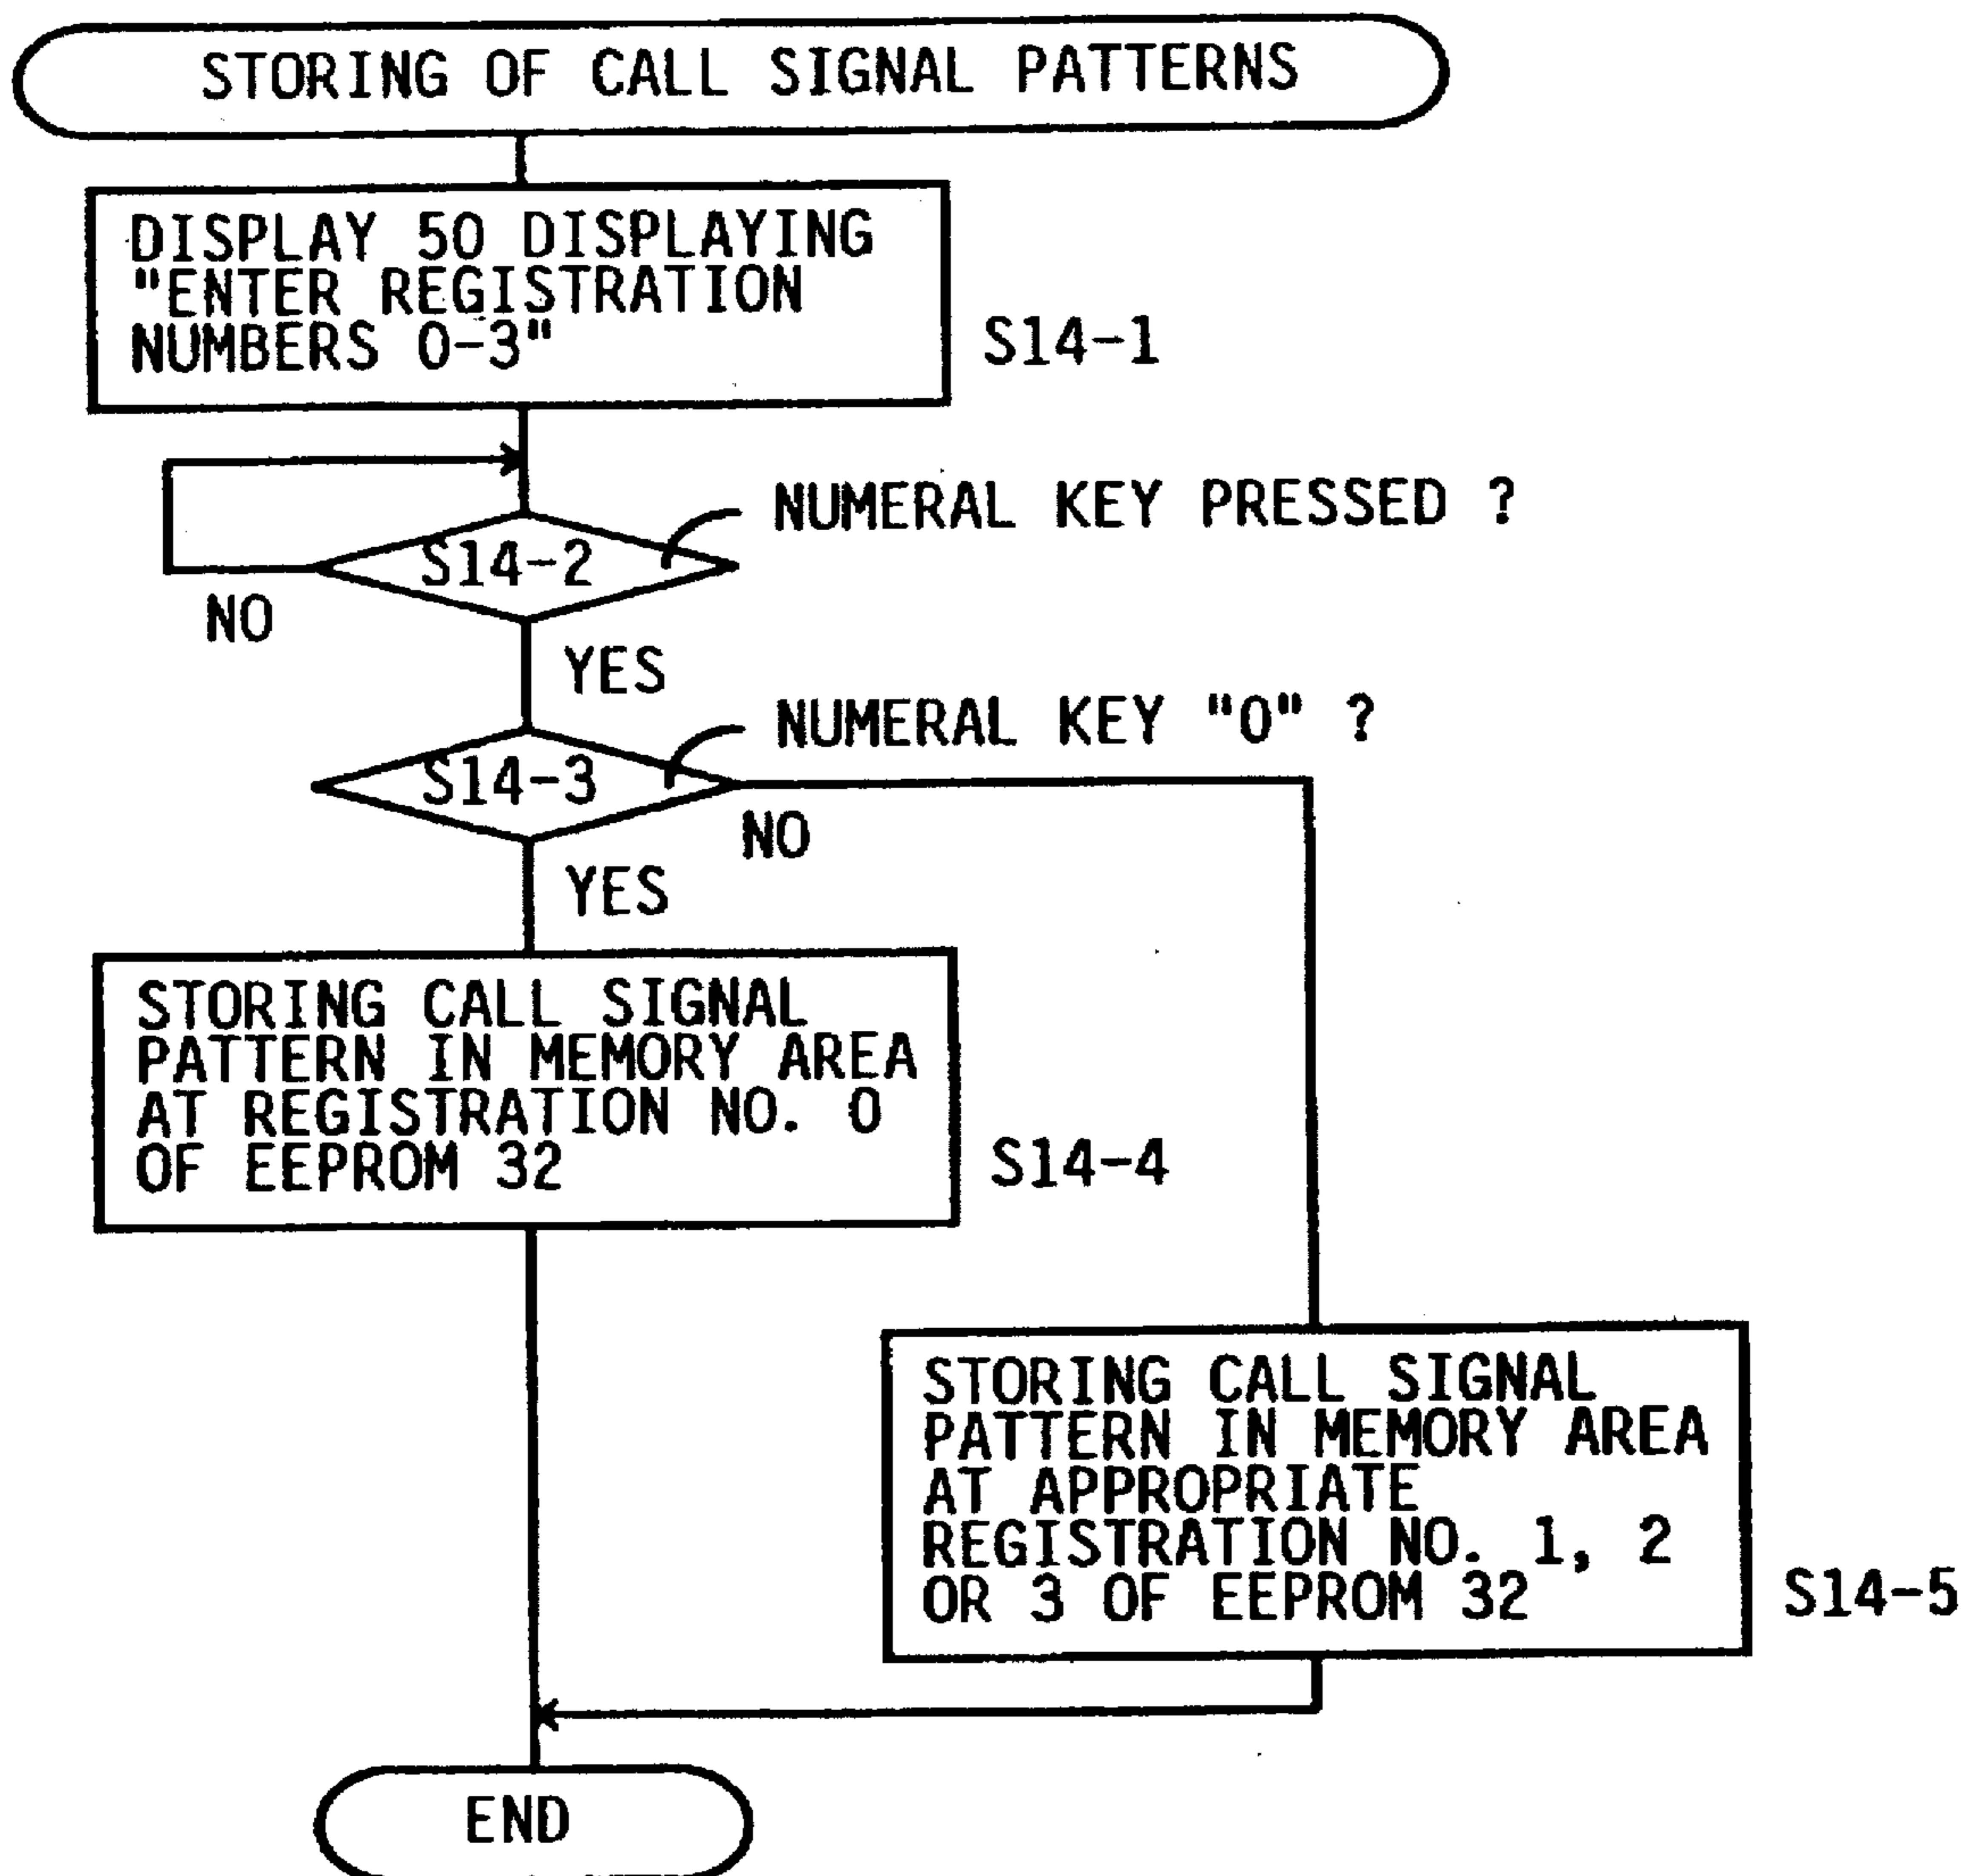 STORING OF CALL SIGNAL PATTERNS
DISPLAY 50 DISPLAYING
"ENTER REGISTRATION
NUMBERS 0-3"
S14-1
NUMERAL KEY PRESSED ?
S14-2
NO
YES
NUMERAL KEY "0" ?
S14-3
NO
YES
STORING CALL SIGNAL
PATTERN IN MEMORY AREA
AT REGISTRATION NO. 0
OF EEPROM 32
S14-4
STORING CALL SIGNAL
PATTERN IN MEMORY AREA
AT APPROPRIATE
REGISTRATION NO. 1, 2
OR 3 OF EEPROM 32
S14-5
END